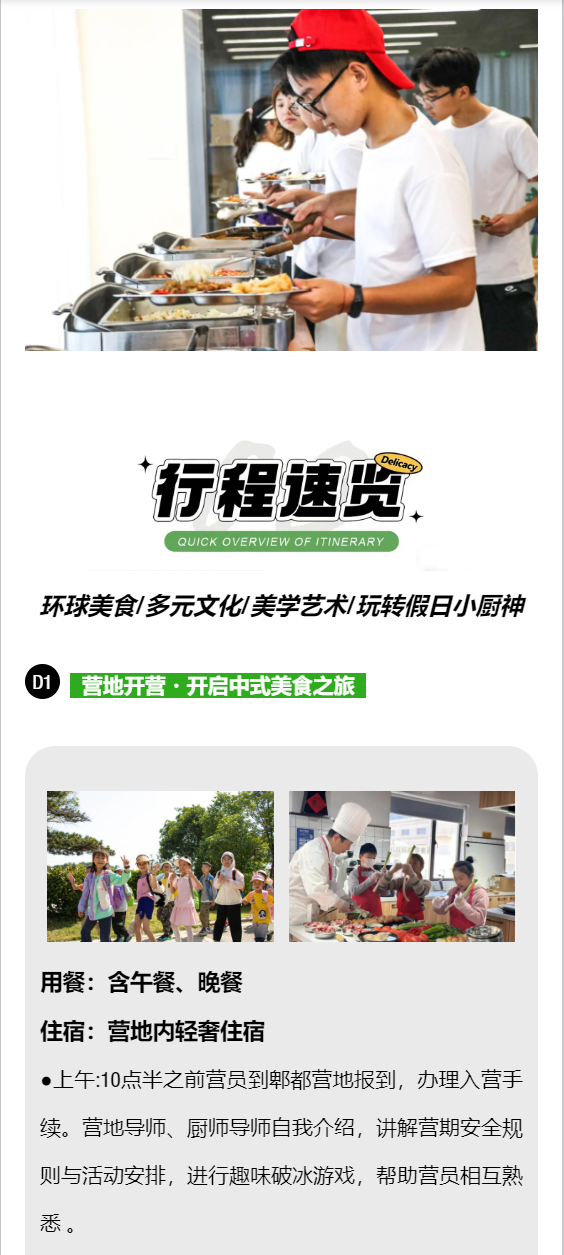 行程速览
Delicacy
QUICK OVERVIEW OF ITINERARY
环球美食/多元文化/美学艺术/玩转假日小厨神
D1 营地开营·开启中式美食之旅
用餐：含午餐、晚餐
住宿：营地内轻奢住宿
●上午:10点半之前营员到郫都营地报到，办理入营手
续。营地导师、厨师导师自我介绍，讲解营期安全规
则与活动安排，进行趣味破冰游戏，帮助营员相互熟
悉 。